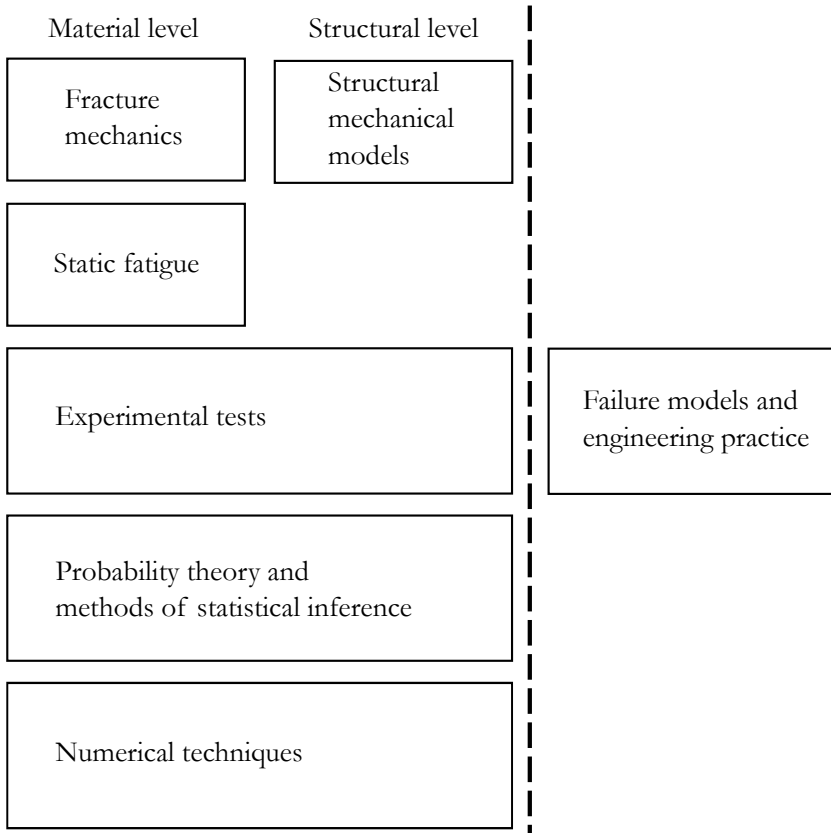 Material level
Structural level
Fracture
mechanics
Structural
mechanical
models
Static fatigue
Experimental tests
Failure models and
engineering practice
Probability theory and
methods of statistical inference
Numerical techniques